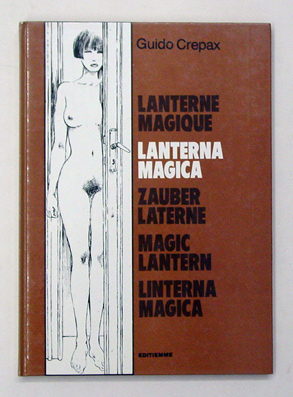 Guido Crepax
LANTERNE
MAGIQUE
LANTERNA
MAGICA
ZAUBER
LATERNE
MAGIC
LANTERN
LINTERNA
MAGICA
EDITIEMME